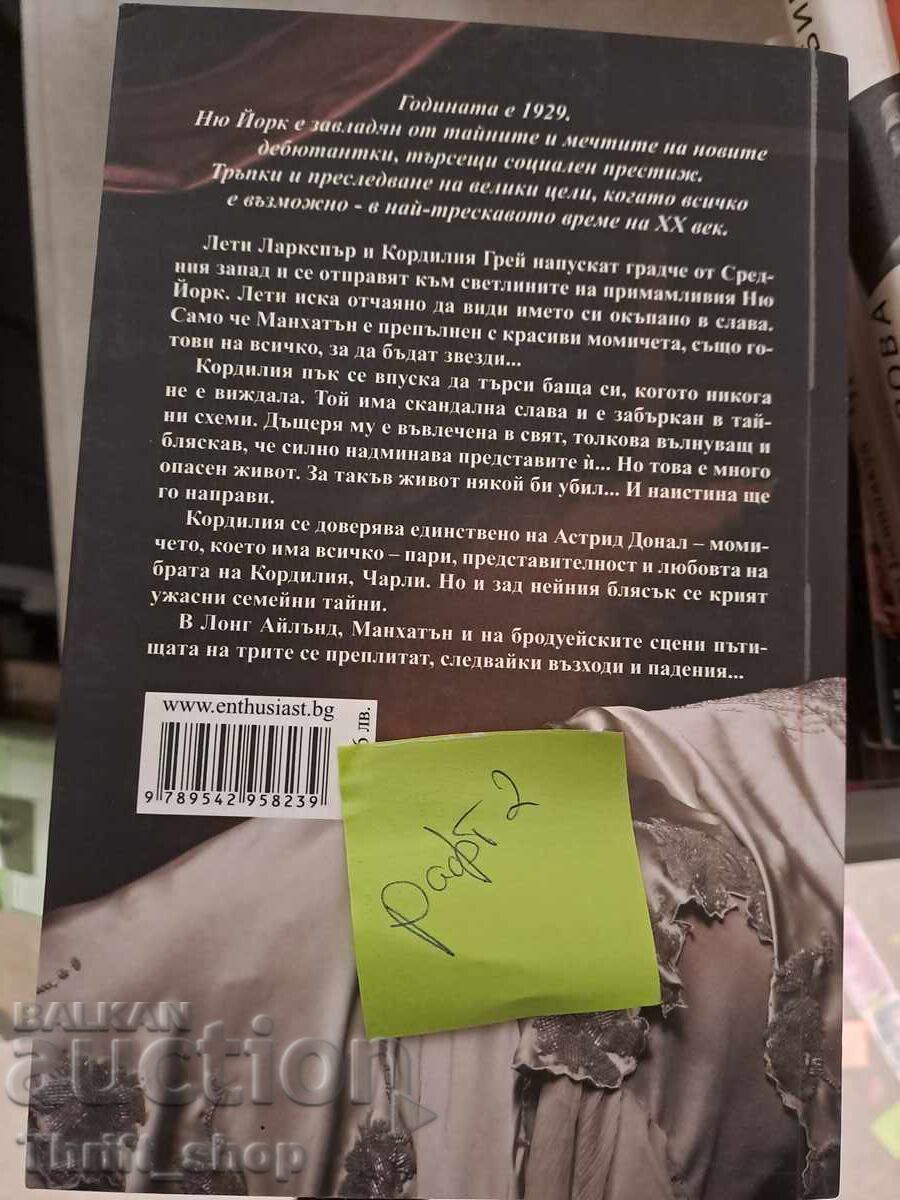 Годината е 1929.
Ню Йорк е завладян от тайните и мечтите на новите
дебютантки, търсещи социален престиж.
Тръпки и преследване на велики цели, когато всичко
е възможно - в най-трескавото време на XX век.
Лети Ларкспър и Кордилия Грей напускат градче от Сред-
ния запад и се отправят към светлините на примамливия Ню
Йорк. Лети иска отчаяно да види името си окъпано в слава.
Само че Манхатън е препълнен с красиви момичета, също го-
тови на всичко, за да бъдат звезди...
Кордилия пък се впуска да търси баща си, когото никога
не е виждала. Той има скандална слава и е забъркан в тай-
ни схеми. Дъщеря му е въвлечена в свят, толкова вълнуващ и
бляскав, че силно надминава представите ѝ... Но това е много
опасен живот. За такъв живот някой би убил... И наистина ще
го направи.
Кордилия се доверява единствено на Астрид Донал – моми-
чето, което има всичко – пари, представителност и любовта на
брата на Кордилия, Чарли. Но и зад нейния блясък се крият
ужасни семейни тайни.
В Лонг Айлънд, Манхатън и на бродуейските сцени пъти-
щата на трите се преплитат, следвайки възходи и падения...
www.enthusiast.bg
лв.
9 789542 958239
рафт 2
BALKAN
auction
Thrift_shop